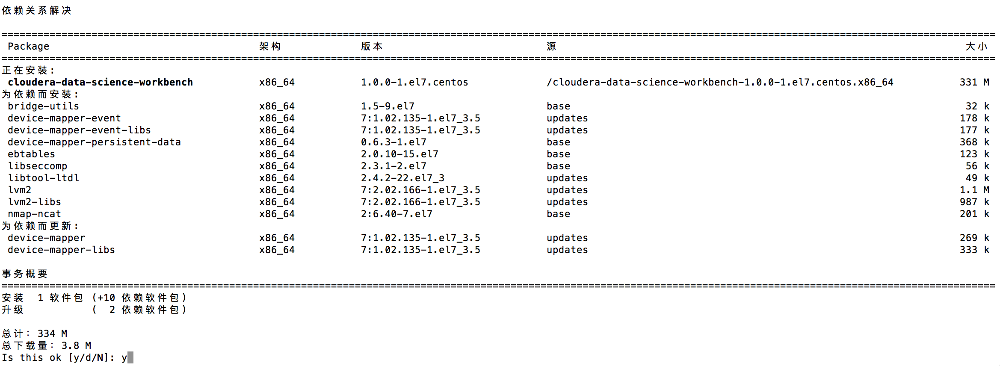 依赖关系解决
================================================================================
Package 架构 版本 源 大小
================================================================================
正在安装:
cloudera-data-science-workbench x86_64 1.0.0-1.el7.centos /cloudera-data-science-workbench-1.0.0-1.el7.centos.x86_64 331 M
为依赖而安装:
bridge-utils x86_64 1.5-9.el7 base 32 k
device-mapper-event x86_64 7:1.02.135-1.el7_3.5 updates 178 k
device-mapper-event-libs x86_64 7:1.02.135-1.el7_3.5 updates 177 k
device-mapper-persistent-data x86_64 0.6.3-1.el7 base 368 k
ebtables x86_64 2.0.10-15.el7 base 123 k
libseccomp x86_64 2.3.1-2.el7 base 56 k
libtool-ltdl x86_64 2.4.2-22.el7_3 updates 49 k
lvm2 x86_64 7:2.02.166-1.el7_3.5 updates 1.1 M
lvm2-libs x86_64 7:2.02.166-1.el7_3.5 updates 987 k
nmap-ncat x86_64 2:6.40-7.el7 base 201 k
为依赖而更新:
device-mapper x86_64 7:1.02.135-1.el7_3.5 updates 269 k
device-mapper-libs x86_64 7:1.02.135-1.el7_3.5 updates 333 k
事务概要
================================================================================
安装 1 软件包 (+10 依赖软件包)
升级 ( 2 依赖软件包)
总计：334 M
总下载量：3.8 M
Is this ok [y/d/N]: y